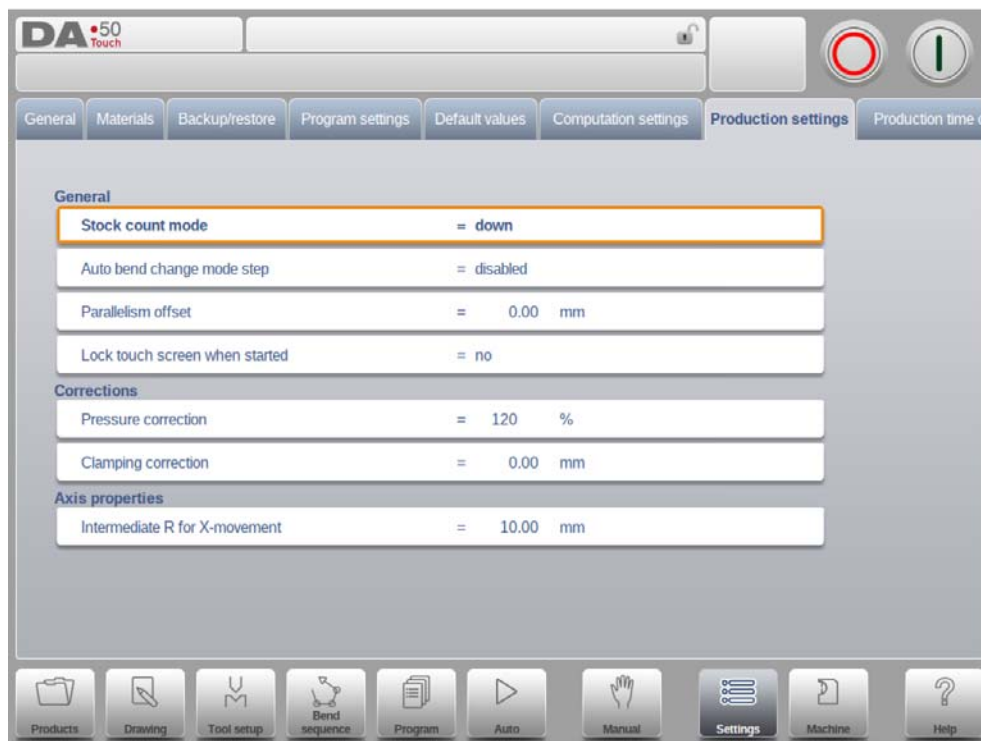 DA•50
Touch
General Materials Backup/restore Program settings Default values Computation settings Production settings Production time
General
Stock count mode = down
Auto bend change mode step = disabled
Parallelism offset = 0.00 mm
Lock touch screen when started = no
Corrections
Pressure correction = 120 %
Clamping correction = 0.00 mm
Axis properties
Intermediate R for X-movement = 10.00 mm
Products Drawing Tool setup Bend sequence Program Auto Manual Settings Machine Help